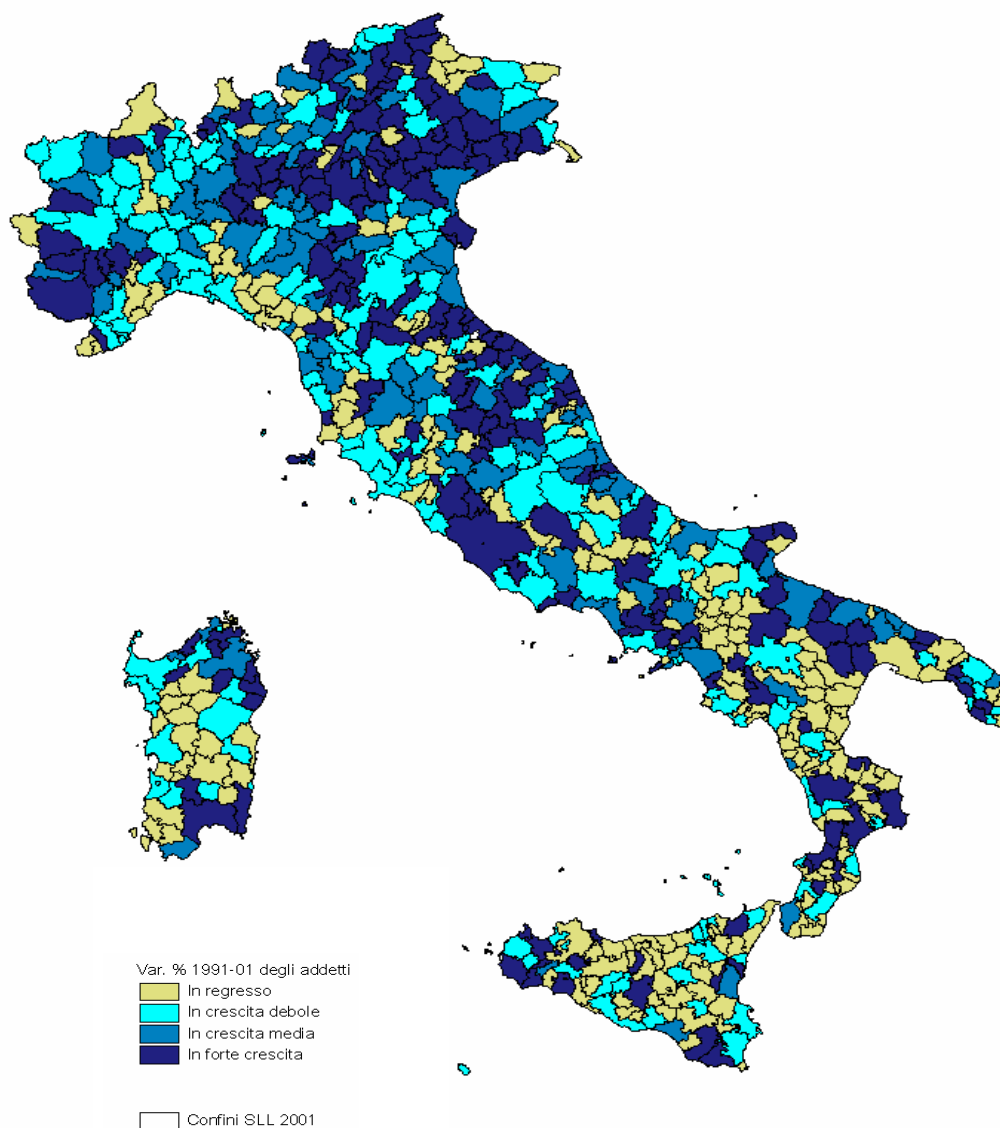 Var. % 1991-01 degli addetti
In regresso
In crescita debole
In crescita media
In forte crescita
Confini SLL 2001